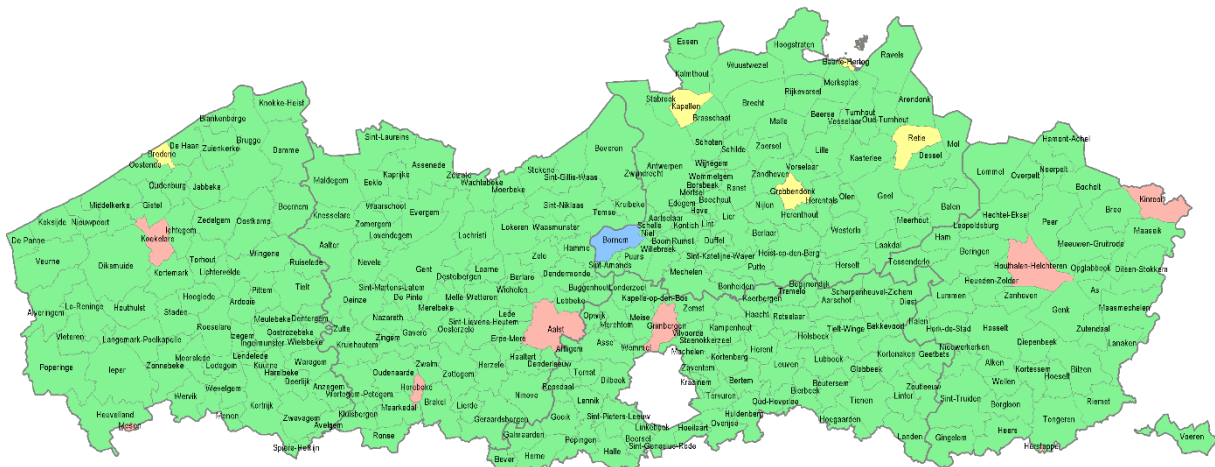 Essen
Hoogstraten
Ravels
Kalmthout
Wuustwezel
Baarle-Hertog
Merksplas
Rijkevorsel
Stabroek
Kapellen
Brecht
Arendonk
Beerse
Turnhout
Oud-Turnhout
Vosselaar
Malle
Brasschaat
Knokke-Heist
Blankenberge
De Haan
Brugge
Zuienkerke
Damme
Bredene
Oostende
Sint-Laureins
Schoten
Schilde
Zoersel
Lille
Retie
Dessel
Mol
Hamont-Achel
Beveren
Stekene
Sint-Gillis-Waas
Zwijndrecht
Antwerpen
Wijnegem
Wommelgem
Borsbeek
Mortsel
Ranst
Zandhoven
Vorselaar
Kasterlee
Lommel
Overpelt
Neerpelt
Assenede
Zelzate
Wachtebeke
Moerbeke
Kaprijke
Eeklo
Maldegem
Oudenburg
Jabbeke
Middelkerke
Gistel
Beernem
Knesselare
Zomergem
Waarschoot
Evergem
Sint-Niklaas
Kruibeke
Temse
Edegem
Boechout
Hove
Aartselaar
Kontich
Lint
Lier
Nijlen
Grobbendonk
Herentals
Herenthout
Olen
Geel
Balen
Bocholt
Kinrooi
Bree
Hechtel-Eksel
Peer
Leopoldsburg
Meerhout
Koksijde
Nieuwpoort
Ichtegem
Koekelare
Zedelgem
Oostkamp
De Panne
Veurne
Diksmuide
Kortemark
Torhout
Lichtervelde
Wingene
Ruiselede
Aalter
Lovendegem
Nevele
Lochristi
Lokeren
Waasmunster
Hamme
Bornem
Schelle
Niel
Boom
Rumst
Willebroek
Puurs
Sint-Amands
Duffel
Berlaar
Sint-Katelijne-Waver
Heist-op-den-Berg
Putte
Westerlo
Herselt
Laakdal
Tessenderlo
Ham
Beringen
Meeuwen-Gruitrode
Maaseik
Opglabbeek
Dilsen-Stokkem
Houthalen-Helchteren
Heusden-Zolder
As
Zele
Gent
Laarne
Destelbergen
Berlare
Dendermonde
Buggenhout
Londerzeel
Mechelen
Bonheiden
Sint-Martens-Latem
De Pinte
Melle
Wetteren
Wichelen
Merelbeke
Deinze
Pittem
Tielt
Hooglede
Ardooie
Staden
Houthulst
Lo-Reninge
Alveringem
Vleteren
Langemark-Poelkapelle
Roeselare
Izegem
Ingelmunster
Meulebeke
Dentergem
Oostrozebeke
Wielsbeke
Zulte
Nazareth
Gavere
Oosterzele
Sint-Lievens-Houtem
Lede
Lebbeke
Kapelle-op-den-Bos
Zemst
Keerbergen
Tremelo
Begijnendijk
Scherpenheuvel-Zichem
Aarschot
Diest
Lummen
Zonhoven
Genk
Maasmechelen
Opwijk
Merchtem
Meise
Grimbergen
Vilvoorde
Kampenhout
Haacht
Rotselaar
Tielt-Winge
Bekkevoort
Halen
Herk-de-Stad
Hasselt
Zutendaal
Aalst
Erpe-Mere
Haaltert
Affligem
Asse
Wemmel
Machelen
Steenokkerzeel
Herent
Holsbeek
Lubbeek
Kortenaken
Geetbets
Nieuwerkerken
Diepenbeek
Lanaken
Poperinge
Ieper
Zonnebeke
Moorslede
Ledegem
Lendelede
Kuurne
Harelbeke
Waregem
Deerlijk
Kruishoutem
Zingem
Oudenaarde
Zwalm
Zottegem
Herzele
Denderleeuw
Ternat
Dilbeek
Zaventem
Kraainem
Kortenberg
Leuven
Bertem
Tervuren
Bierbeek
Boutersem
Glabbeek
Zoutleeuw
Alken
Kortessem
Hoeselt
Bilzen
Wellen
Riemst
Wervik
Wevelgem
Kortrijk
Menen
Zwevegem
Anzegem
Avelgem
Wortegem-Petegem
Kluisbergen
Maarkedal
Horebeke
Brakel
Lierde
Geraardsbergen
Ninove
Roosdaal
Lennik
Gooik
Sint-Pieters-Leeuw
Linkebeek
Hoeilaart
Overijse
Huldenberg
Oud-Heverlee
Hoegaarden
Tienen
Linter
Landen
Sint-Truiden
Borgloon
Tongeren
Heuvelland
Mesen
Spiere-Helkijn
Ronse
Galmaarden
Bever
Herne
Pepingen
Halle
Beersel
Sint-Genesius-Rode
Gingelom
Heers
Herstappe
Voeren